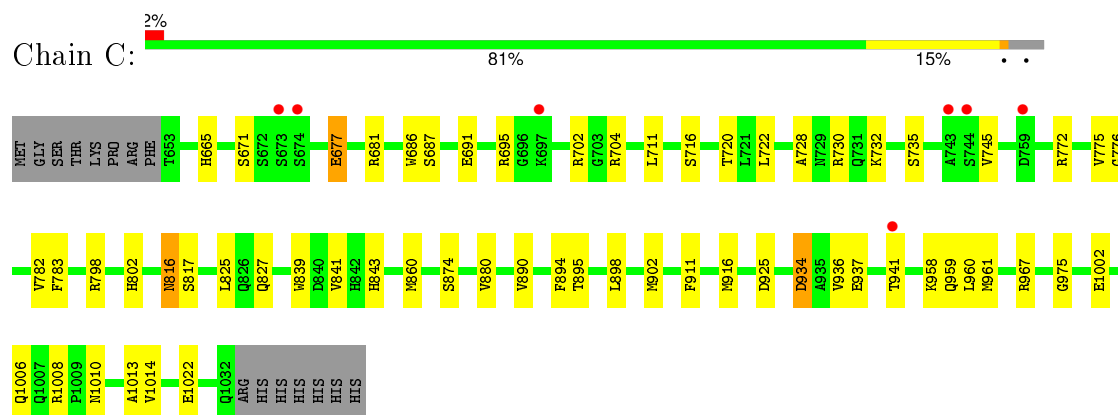 2%
Chain C:
81% 15% • •
MET GLY SER THR LYS PRO ARG PHE T653 H665 S671 S672 S673 S674 E677 R681 W686 S687 E691 R695 G696 K697 R702 G703 R704 L711 S716 T720 L721 L722 A728 N729 R730 Q731 K732 S735 A743 S744 V745 D759 R772 V775
V782 F783 R798 H802 N816 S817 L825 Q826 Q827 W839 D840 V841 H842 H843 M860 S874 V880 V890 F894 T895 L898 M902 F911 M916 D925 D934 A935 V936 E937 T941 K958 Q959 L960 M961 R967 G975 E1002
Q1006 Q1007 R1008 P1009 N1010 A1013 V1014 E1022 Q1032 ARG HIS HIS HIS HIS HIS HIS